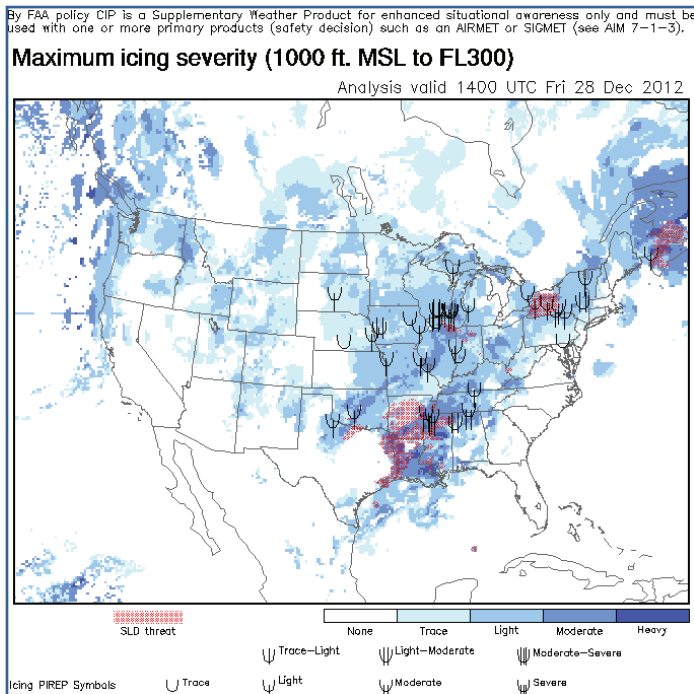 By FAA policy CIP is a Supplementary Weather Product for enhanced situational awareness only and must be
used with one or more primary products (safety decision) such as an AIRMET or SIGMET (see AIM 7-1-3).
Maximum icing severity (1000 ft. MSL to FL300)
Analysis valid 1400 UTC Fri 28 Dec 2012
SLD threat
None Trace Light Moderate Heavy
Trace-Light Light-Moderate Moderate-Severe
Icing PIREP Symbols Trace Light Moderate Severe